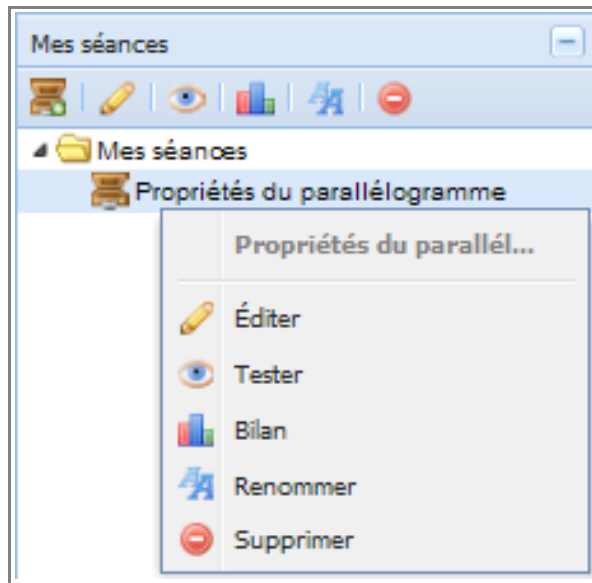 Mes séances
Mes séances
Propriétés du parallélogramme
Propriétés du parallél...
Éditer
Tester
Bilan
Renommer
Supprimer